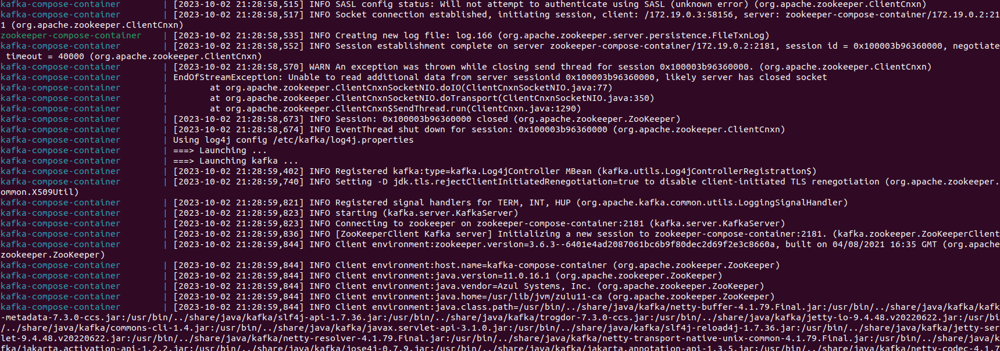 kafka-compose-container        | [2023-10-02 21:28:58,515] INFO SASL config status: Will not attempt to authenticate using SASL (unknown error) (org.apache.zookeeper.ClientCnxn)
kafka-compose-container        | [2023-10-02 21:28:58,517] INFO Socket connection established, initiating session, client: /172.19.0.3:58156, server: zookeeper-compose-container/172.19.0.2:21
1 (org.apache.zookeeper.ClientCnxn)
zookeeper-compose-container    | [2023-10-02 21:28:58,535] INFO Creating new log file: log.166 (org.apache.zookeeper.server.persistence.FileTxnLog)
kafka-compose-container        | [2023-10-02 21:28:58,552] INFO Session establishment complete on server zookeeper-compose-container/172.19.0.2:2181, session id = 0x100003b96360000, negotiate
 timeout = 40000 (org.apache.zookeeper.ClientCnxn)
kafka-compose-container        | [2023-10-02 21:28:58,570] WARN An exception was thrown while closing send thread for session 0x100003b96360000. (org.apache.zookeeper.ClientCnxn)
kafka-compose-container        | EndOfStreamException: Unable to read additional data from server sessionid 0x100003b96360000, likely server has closed socket
kafka-compose-container        |        at org.apache.zookeeper.ClientCnxnSocketNIO.doIO(ClientCnxnSocketNIO.java:77)
kafka-compose-container        |        at org.apache.zookeeper.ClientCnxnSocketNIO.doTransport(ClientCnxnSocketNIO.java:350)
kafka-compose-container        |        at org.apache.zookeeper.ClientCnxn$SendThread.run(ClientCnxn.java:1290)
kafka-compose-container        | [2023-10-02 21:28:58,673] INFO Session: 0x100003b96360000 closed (org.apache.zookeeper.ZooKeeper)
kafka-compose-container        | [2023-10-02 21:28:58,674] INFO EventThread shut down for session: 0x100003b96360000 (org.apache.zookeeper.ClientCnxn)
kafka-compose-container        | Using log4j config /etc/kafka/log4j.properties
kafka-compose-container        | ===> Launching ...
kafka-compose-container        | ===> Launching kafka ...
kafka-compose-container        | [2023-10-02 21:28:59,402] INFO Registered kafka:type=kafka.Log4jController MBean (kafka.utils.Log4jControllerRegistration$)
kafka-compose-container        | [2023-10-02 21:28:59,740] INFO Setting -D jdk.tls.rejectClientInitiatedRenegotiation=true to disable client-initiated TLS renegotiation (org.apache.zookeeper.
ommon.X509Util)
kafka-compose-container        | [2023-10-02 21:28:59,821] INFO Registered signal handlers for TERM, INT, HUP (org.apache.kafka.common.utils.LoggingSignalHandler)
kafka-compose-container        | [2023-10-02 21:28:59,823] INFO starting (kafka.server.KafkaServer)
kafka-compose-container        | [2023-10-02 21:28:59,823] INFO Connecting to zookeeper on zookeeper-compose-container:2181 (kafka.server.KafkaServer)
kafka-compose-container        | [2023-10-02 21:28:59,836] INFO [ZooKeeperClient Kafka server] Initializing a new session to zookeeper-compose-container:2181. (kafka.zookeeper.ZooKeeperClient
kafka-compose-container        | [2023-10-02 21:28:59,844] INFO Client environment:zookeeper.version=3.6.3--6401e4ad2087061bc6b9f80dec2d69f2e3c8660a, built on 04/08/2021 16:35 GMT (org.apache
zookeeper.ZooKeeper)
kafka-compose-container        | [2023-10-02 21:28:59,844] INFO Client environment:host.name=kafka-compose-container (org.apache.zookeeper.ZooKeeper)
kafka-compose-container        | [2023-10-02 21:28:59,844] INFO Client environment:java.version=11.0.16.1 (org.apache.zookeeper.ZooKeeper)
kafka-compose-container        | [2023-10-02 21:28:59,844] INFO Client environment:java.vendor=Azul Systems, Inc. (org.apache.zookeeper.ZooKeeper)
kafka-compose-container        | [2023-10-02 21:28:59,844] INFO Client environment:java.home=/usr/lib/jvm/zulu11-ca (org.apache.zookeeper.ZooKeeper)
kafka-compose-container        | [2023-10-02 21:28:59,844] INFO Client environment:java.class.path=/usr/bin/../share/java/kafka/netty-buffer-4.1.79.Final.jar:/usr/bin/../share/java/kafka/kafk
-metadata-7.3.0-ccs.jar:/usr/bin/../share/java/kafka/slf4j-api-1.7.36.jar:/usr/bin/../share/java/kafka/trogdor-7.3.0-ccs.jar:/usr/bin/../share/java/kafka/jetty-io-9.4.48.v20220622.jar:/usr/bi
/../share/java/kafka/commons-cli-1.4.jar:/usr/bin/../share/java/kafka/javax.servlet-api-3.1.0.jar:/usr/bin/../share/java/kafka/slf4j-reload4j-1.7.36.jar:/usr/bin/../share/java/kafka/jetty-ser
let-9.4.48.v20220622.jar:/usr/bin/../share/java/kafka/netty-resolver-4.1.79.Final.jar:/usr/bin/../share/java/kafka/netty-transport-native-unix-common-4.1.79.Final.jar:/usr/bin/../share/java/k
fka/jakarta.activation-api-1.2.2.jar:/usr/bin/../share/java/kafka/jose4j-0.7.9.jar:/usr/bin/../share/java/kafka/jakarta.annotation-api-1.3.5.jar:/usr/bin/../share/java/kafka/netty-codec-4.1.7